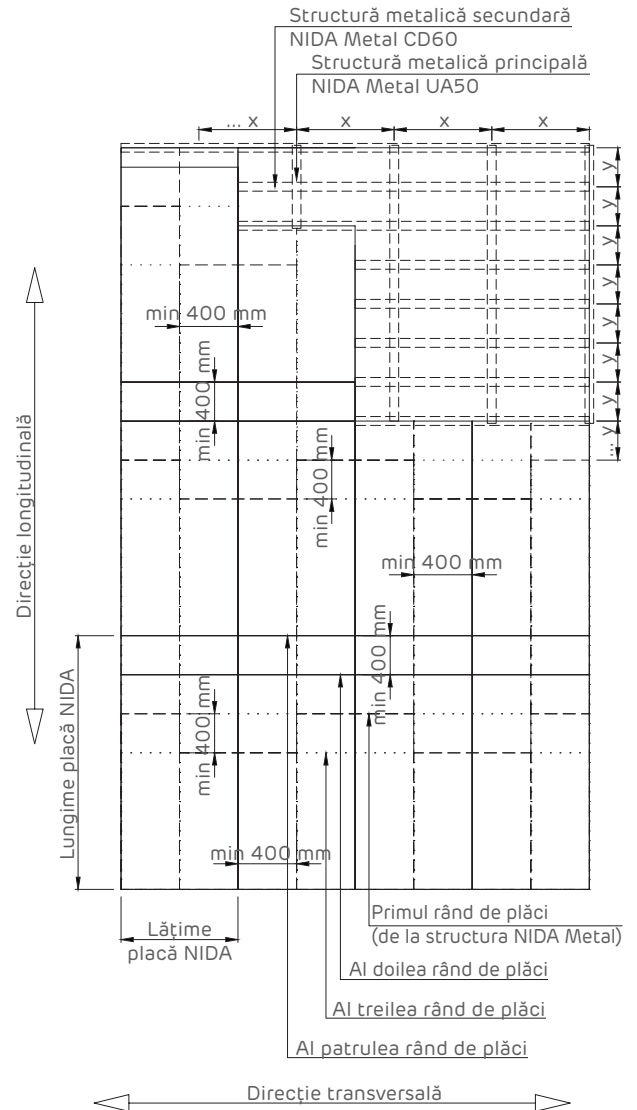 Structură metalică secundară
NIDA Metal CD60
Structură metalică principală
NIDA Metal UA50
... x
x
x
x
y
y
y
y
y
y
y
... y
min 400 mm
min 400 mm
min 400 mm
min 400 mm
min 400 mm
min 400 mm
min 400 mm
Direcție longitudinală
Lungime placă NIDA
Lățime
placă NIDA
Primul rând de plăci
(de la structura NIDA Metal)
Al doilea rând de plăci
Al treilea rând de plăci
Al patrulea rând de plăci
Direcție transversală